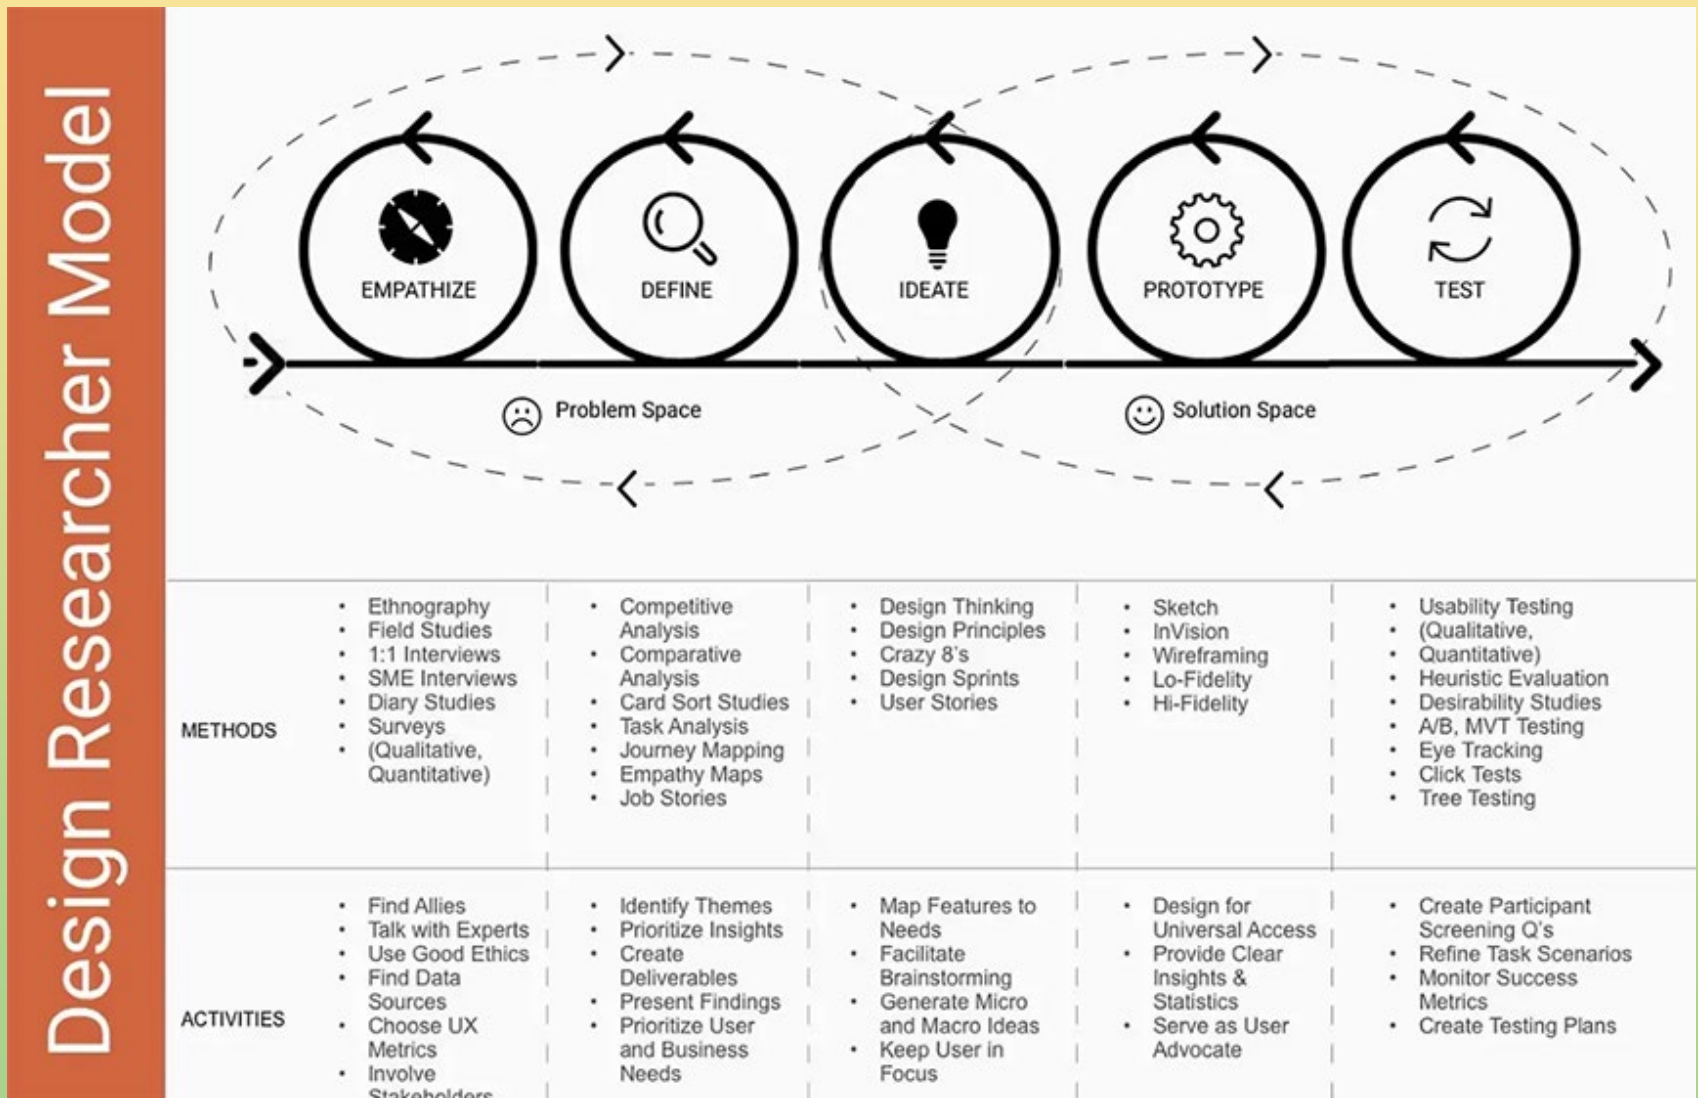 Design Researcher Model
EMPATHIZE
DEFINE
IDEATE
PROTOTYPE
TEST
Problem Space
Solution Space
METHODS
• Ethnography
• Field Studies
• 1:1 Interviews
• SME Interviews
• Diary Studies
• Surveys
• (Qualitative,
Quantitative)
• Competitive
Analysis
• Comparative
Analysis
• Card Sort Studies
• Task Analysis
• Journey Mapping
• Empathy Maps
• Job Stories
• Design Thinking
• Design Principles
• Crazy 8's
• Design Sprints
• User Stories
• Sketch
• InVision
• Wireframing
• Lo-Fidelity
• Hi-Fidelity
• Usability Testing
• (Qualitative,
• Quantitative)
• Heuristic Evaluation
• Desirability Studies
• A/B, MVT Testing
• Eye Tracking
• Click Tests
• Tree Testing
ACTIVITIES
• Find Allies
• Talk with Experts
• Use Good Ethics
• Find Data
Sources
• Choose UX
Metrics
• Involve
Stakeholders
• Identify Themes
• Prioritize Insights
• Create
Deliverables
• Present Findings
• Prioritize User
and Business
Needs
• Map Features to
Needs
• Facilitate
Brainstorming
• Generate Micro
and Macro Ideas
• Keep User in
Focus
• Design for
Universal Access
• Provide Clear
Insights &
Statistics
• Serve as User
Advocate
• Create Participant
Screening Q's
• Refine Task Scenarios
• Monitor Success
Metrics
• Create Testing Plans